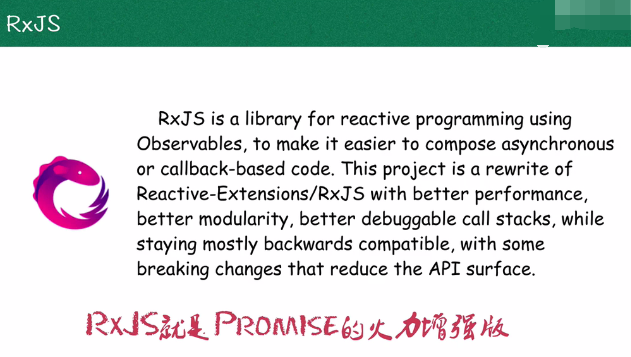 RxJS
RxJS is a library for reactive programming using
Observables, to make it easier to compose asynchronous
or callback-based code. This project is a rewrite of
Reactive-Extensions/RxJS with better performance,
better modularity, better debuggable call stacks, while
staying mostly backwards compatible, with some
breaking changes that reduce the API surface.
RxJS就是PROMISE的火力增强版